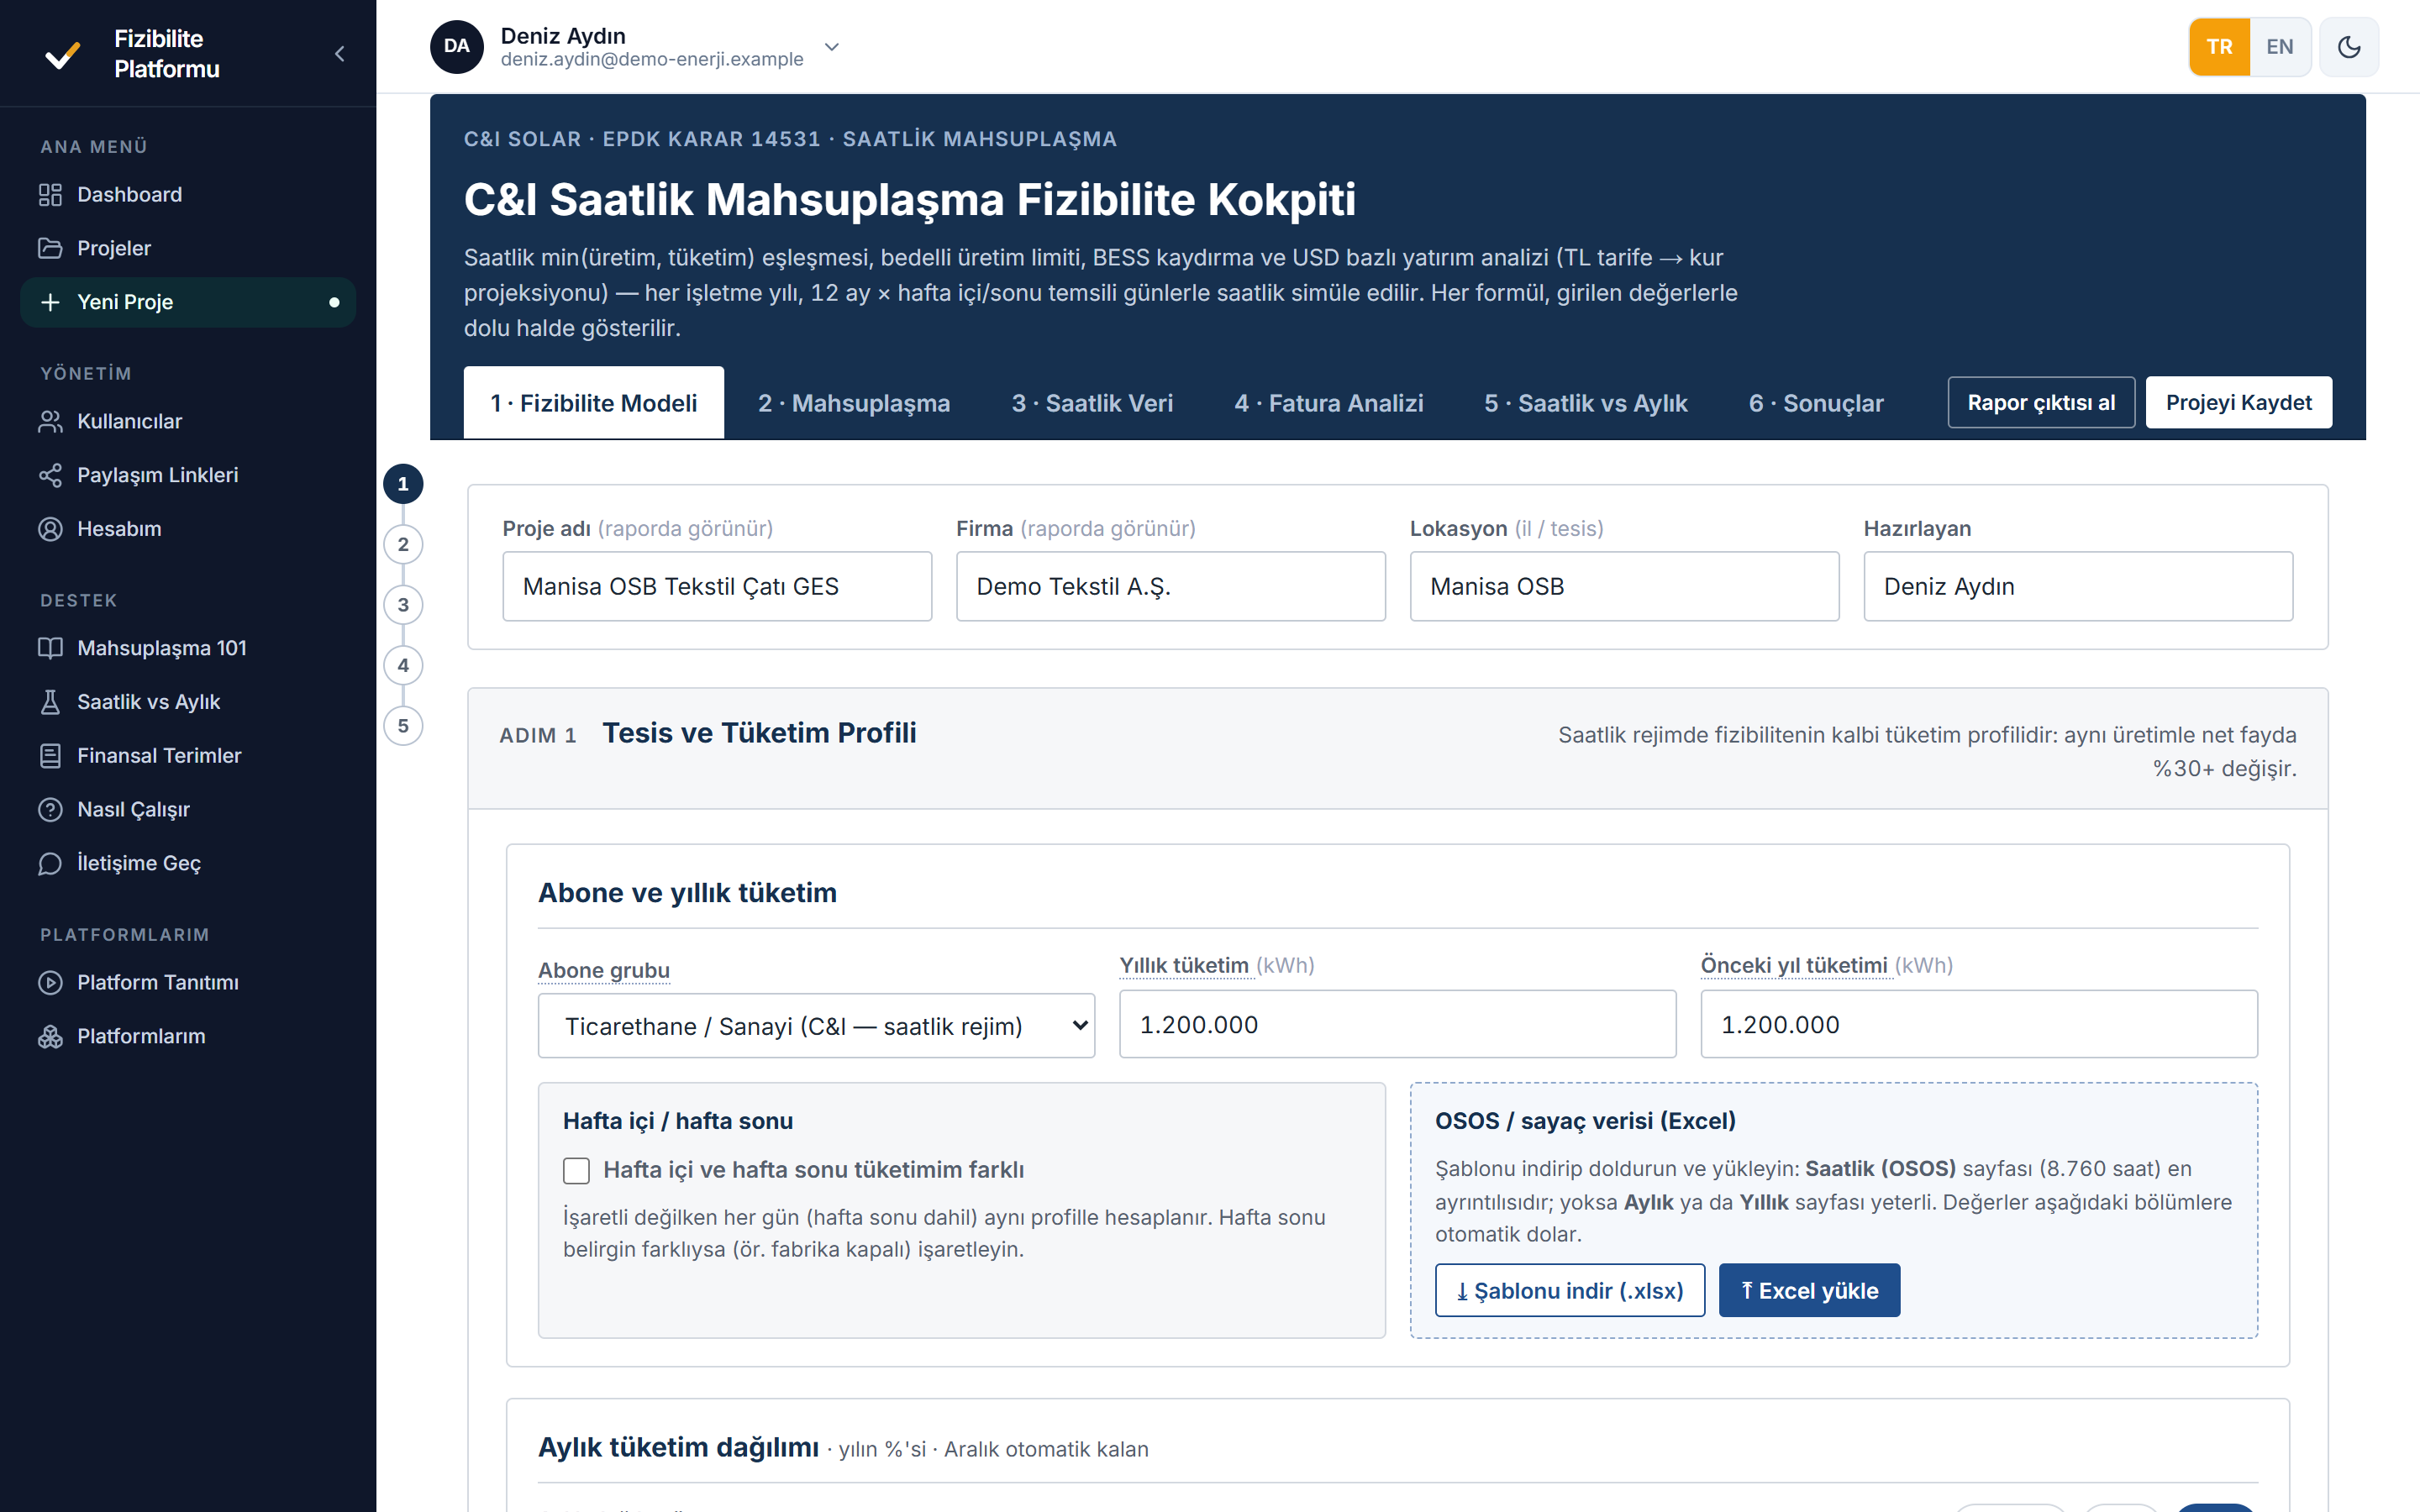 Fizibilite
Platformu
ANA MENÜ
Dashboard
Projeler
Yeni Proje
YÖNETİM
Kullanıcılar
Paylaşım Linkleri
Hesabım
DESTEK
Mahsuplaşma 101
Saatlik vs Aylık
Finansal Terimler
Nasıl Çalışır
İletişime Geç
PLATFORMLARIM
Platform Tanıtımı
Platformlarım
DA
Deniz Aydın
deniz.aydin@demo-enerji.example
TR EN
C&I SOLAR · EPDK KARAR 14531 · SAATLİK MAHSUPLAŞMA
C&I Saatlik Mahsuplaşma Fizibilite Kokpiti
Saatlik min(üretim, tüketim) eşleşmesi, bedelli üretim limiti, BESS kaydırma ve USD bazlı yatırım analizi (TL tarife → kur
projeksiyonu) — her işletme yılı, 12 ay × hafta içi/sonu temsili günlerle saatlik simüle edilir. Her formül, girilen değerlerle
dolu halde gösterilir.
1 · Fizibilite Modeli 2 · Mahsuplaşma 3 · Saatlik Veri 4 · Fatura Analizi 5 · Saatlik vs Aylık 6 · Sonuçlar Rapor çıktısı al Projeyi Kaydet
1
2
3
4
5
Proje adı (raporda görünür) Firma (raporda görünür) Lokasyon (il / tesis) Hazırlayan
Manisa OSB Tekstil Çatı GES Demo Tekstil A.Ş. Manisa OSB Deniz Aydın
ADIM 1 Tesis ve Tüketim Profili
Saatlik rejimde fizibilitenin kalbi tüketim profilidir: aynı üretimle net fayda
%30+ değişir.
Abone ve yıllık tüketim
Abone grubu Yıllık tüketim (kWh) Önceki yıl tüketimi (kWh)
Ticarethane / Sanayi (C&I — saatlik rejim) 1.200.000 1.200.000
Hafta içi / hafta sonu
Hafta içi ve hafta sonu tüketimim farklı
İşaretli değilken her gün (hafta sonu dahil) aynı profille hesaplanır. Hafta sonu
belirgin farklıysa (ör. fabrika kapalı) işaretleyin.
OSOS / sayaç verisi (Excel)
Şablonu indirip doldurun ve yükleyin: Saatlik (OSOS) sayfası (8.760 saat) en
ayrıntılısıdır; yoksa Aylık ya da Yıllık sayfası yeterli. Değerler aşağıdaki bölümlere
otomatik dolar.
⤓ Şablonu indir (.xlsx) ⤒ Excel yükle
Aylık tüketim dağılımı · yılın %'si · Aralık otomatik kalan